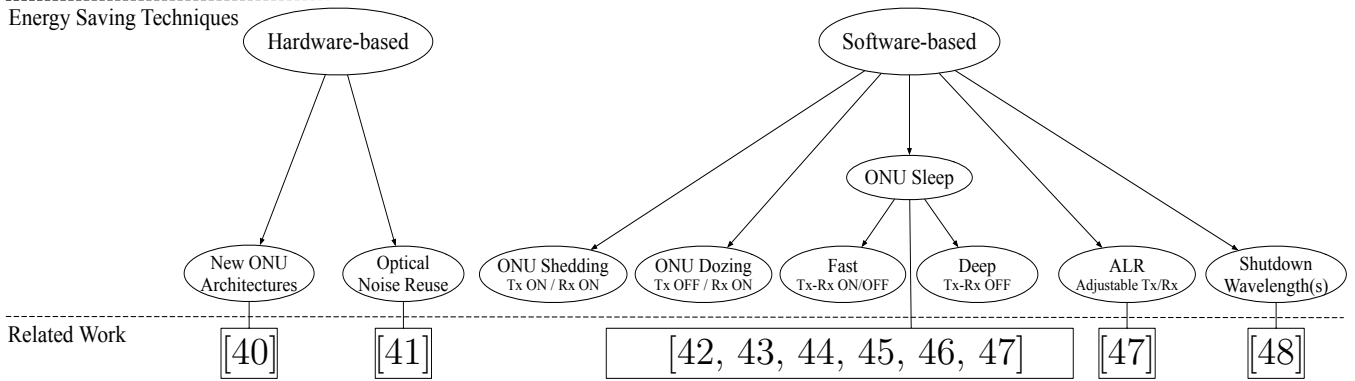 Energy Saving Techniques
Hardware-based
Software-based
ONU Sleep
New ONU
Architectures
Optical
Noise Reuse
ONU Shedding
Tx ON / Rx ON
ONU Dozing
Tx OFF / Rx ON
Fast
Tx-Rx ON/OFF
Deep
Tx-Rx OFF
ALR
Adjustable Tx/Rx
Shutdown
Wavelength(s)
Related Work
[40]
[41]
[42, 43, 44, 45, 46, 47]
[47]
[48]